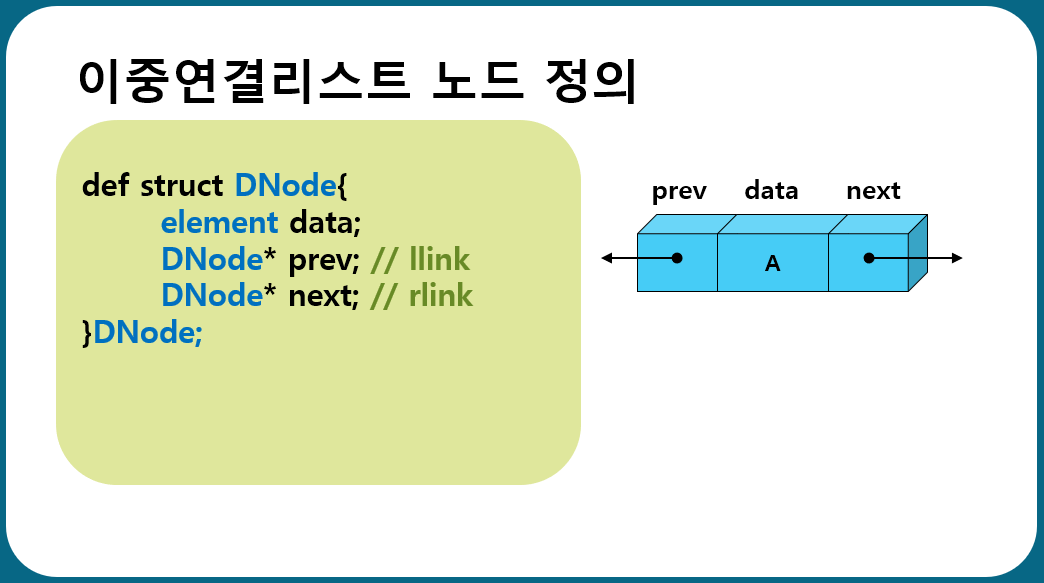 이중연결리스트 노드 정의
def struct DNode{
element data;
DNode* prev; // llink
DNode* next; // rlink
}DNode;
prev data next
A